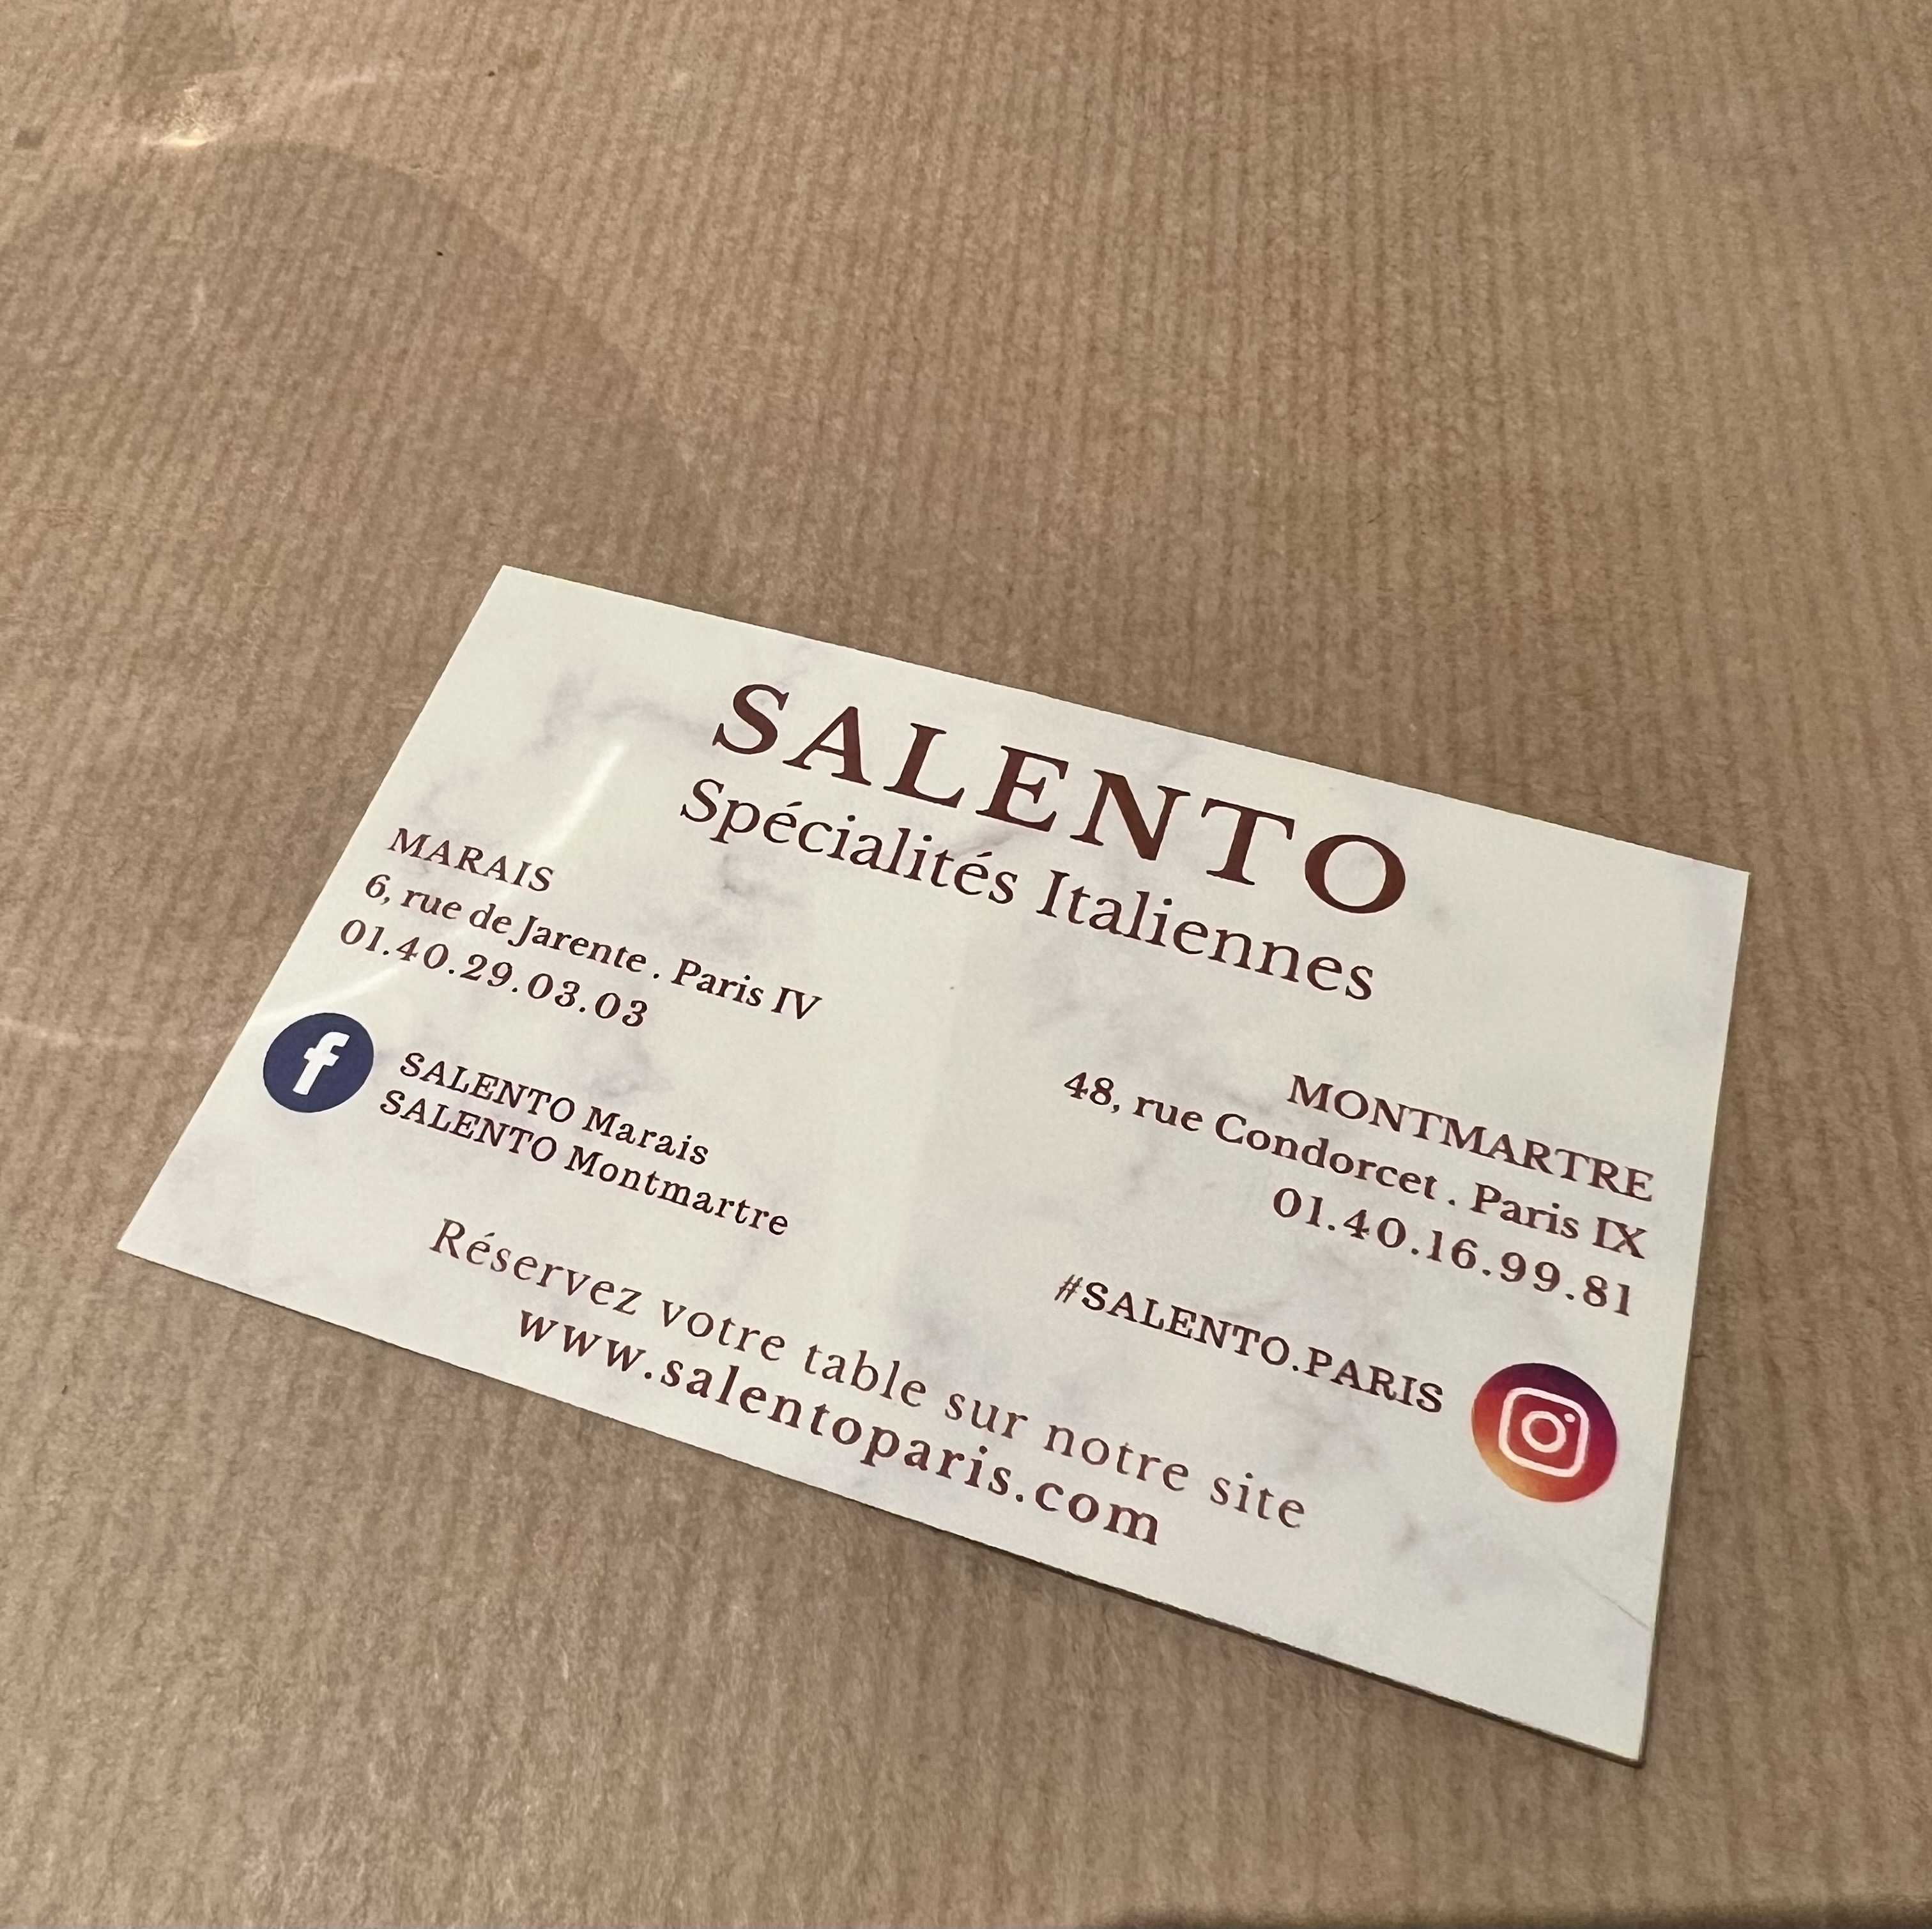 SALENTO
Spécialités Italiennes
MARAIS
6, rue de Jarente . Paris IV
01.40.29.03.03
SALENTO Marais
SALENTO Montmartre
MONTMARTRE
48, rue Condorcet . Paris IX
01.40.16.99.81
#SALENTO.PARIS
Réservez votre table sur notre site
www.salentoparis.com